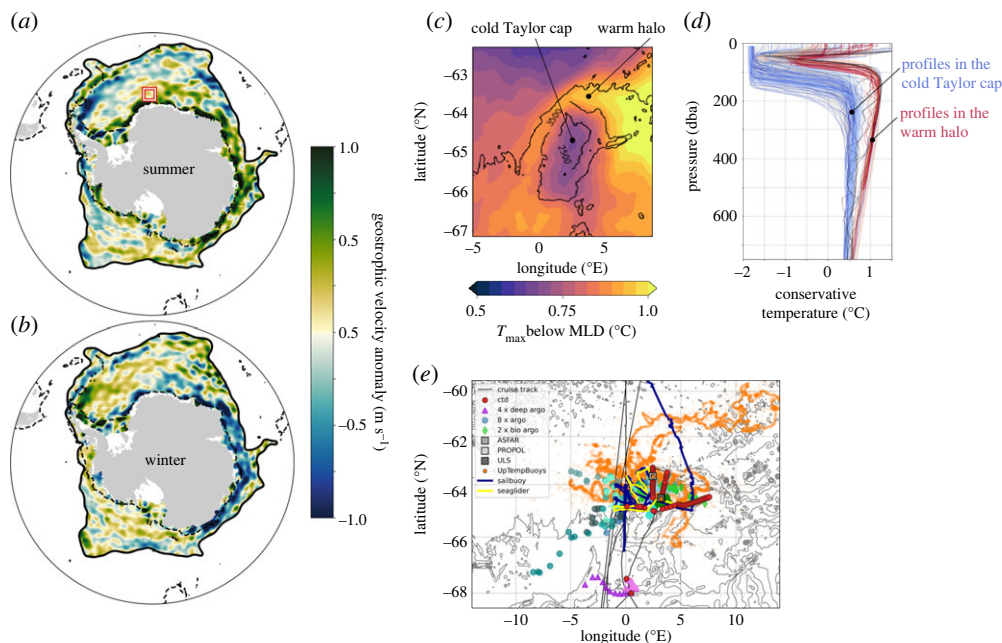 (a)
summer
(b)
winter
1.0
0.5
0.5
−0.5
−1.0
geostrophic velocity anomaly (m s−1)
(c)
cold Taylor cap
warm halo
−63
−64
−65
−66
−67
latitude (°N)
3500
2500
−5
0
5
longitude (°E)
0.5
0.75
1.0
Tmax below MLD (°C)
(d)
0
200
400
600
pressure (dba)
profiles in the
cold Taylor cap
profiles in the
warm halo
−2
−1
0
1
conservative
temperature (°C)
(e)
−60
−62
−64
−66
−68
latitude (°N)
cruise track
ctd
4 x deep argo
8 x argo
2 x bio argo
ASFAR
PROPOL
ULS
UpTempBuoys
sailbuoy
seaglider
−10
−5
0
5
10
longitude (°E)